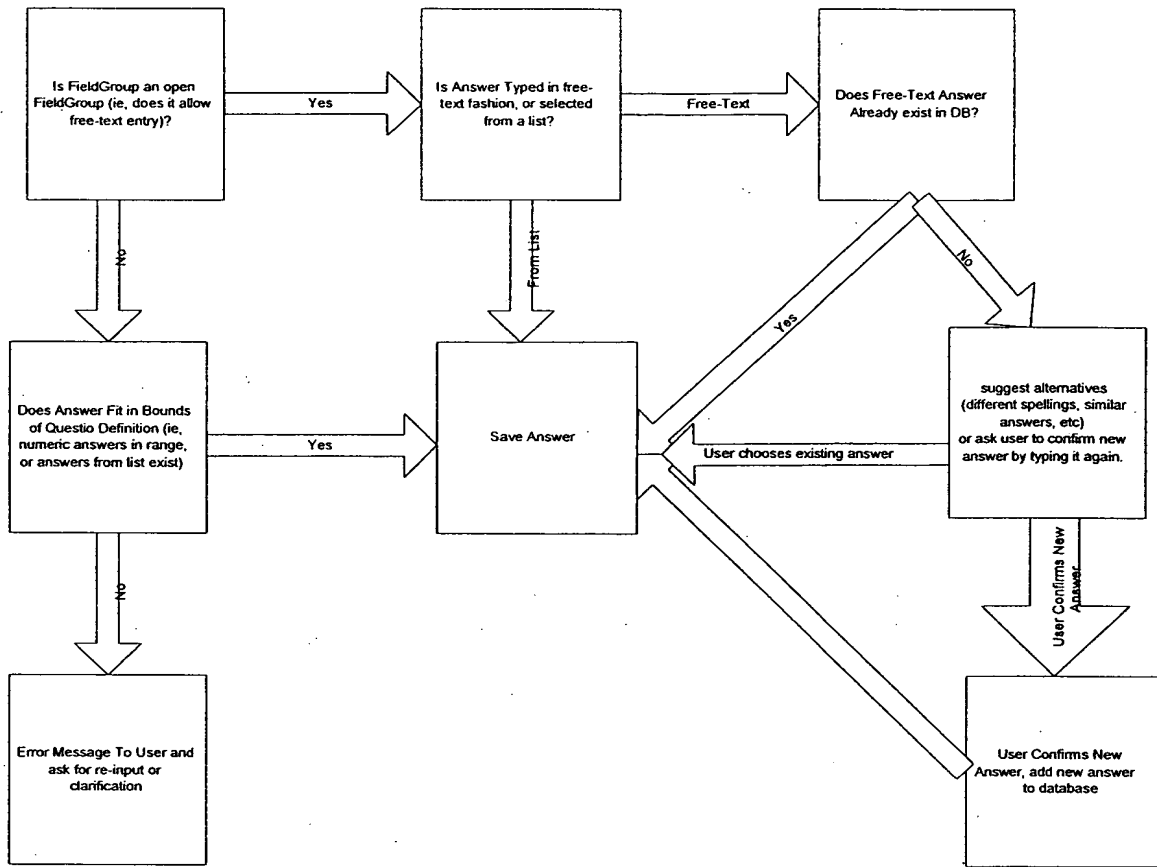 Is FieldGroup an open
FieldGroup (ie, does it allow
free-text entry)?
Yes
Is Answer Typed in free-
text fashion, or selected
from a list?
Free-Text
Does Free-Text Answer
Already exist in DB?
No
From List
Yes
No
Does Answer Fit in Bounds
of Questio Definition (ie,
numeric answers in range,
or answers from list exist)
Yes
Save Answer
User chooses existing answer
suggest alternatives
(different spellings, similar
answers, etc)
or ask user to confirm new
answer by typing it again.
No
User Confirms New
Answer
Error Message To User and
ask for re-input or
clarification
User Confirms New
Answer, add new answer
to database